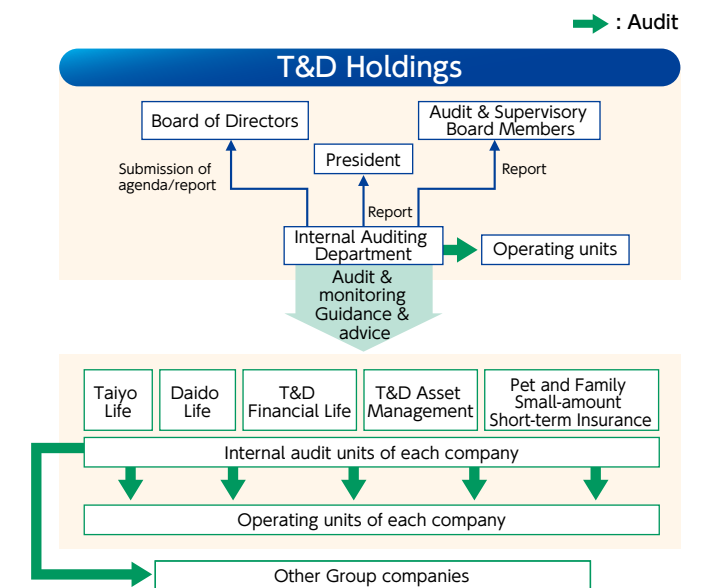 : Audit
T&D Holdings
Board of Directors
Audit & Supervisory
Board Members
President
Submission of
agenda/report
Report
Report
Internal Auditing
Department
Operating units
Audit &
monitoring
Guidance &
advice
Taiyo
Life
Daido
Life
T&D
Financial Life
T&D Asset
Management
Pet and Family
Small-amount
Short-term Insurance
Internal audit units of each company
Operating units of each company
Other Group companies